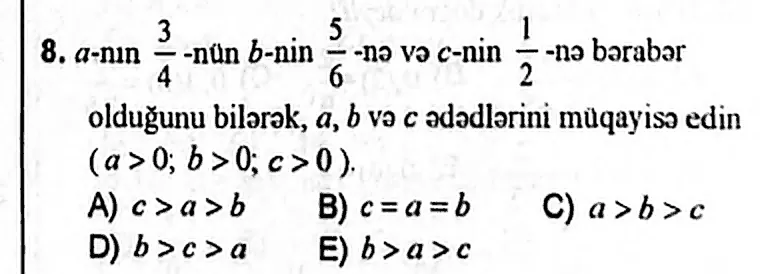 8. a-nın 3/4 -nün b-nin 5/6 -nə və c-nin 1/2 -nə bərabər
olduğunu bilərək, a, b və c ədədlərini müqayisə edin
(a > 0; b > 0; c > 0).
A) c > a > b B) c = a = b C) a > b > c
D) b > c > a E) b > a > c